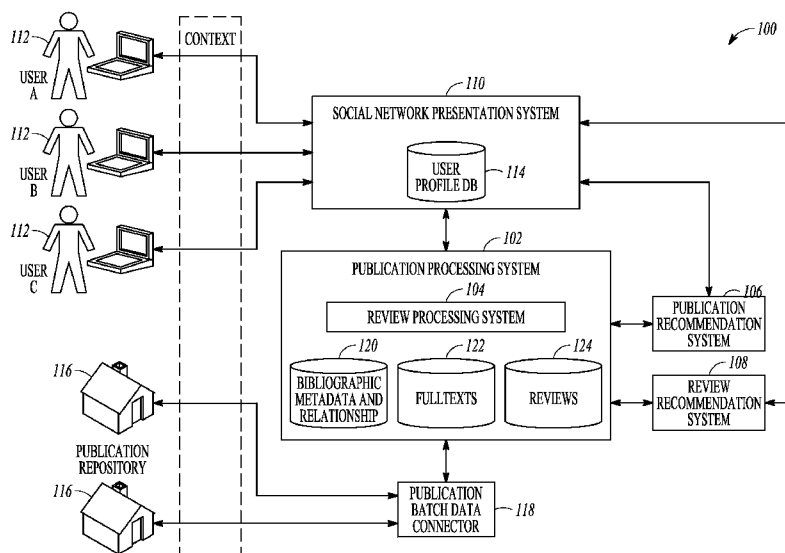 100
112
USER
A
CONTEXT
110
SOCIAL NETWORK PRESENTATION SYSTEM
USER
PROFILE DB
114
112
USER
B
112
USER
C
102
PUBLICATION PROCESSING SYSTEM
104
REVIEW PROCESSING SYSTEM
120
BIBLIOGRAPHIC
METADATA AND
RELATIONSHIP
122
FULLTEXTS
124
REVIEWS
106
PUBLICATION
RECOMMENDATION
SYSTEM
108
REVIEW
RECOMMENDATION
SYSTEM
116
PUBLICATION
REPOSITORY
116
PUBLICATION
BATCH DATA
CONNECTOR
118